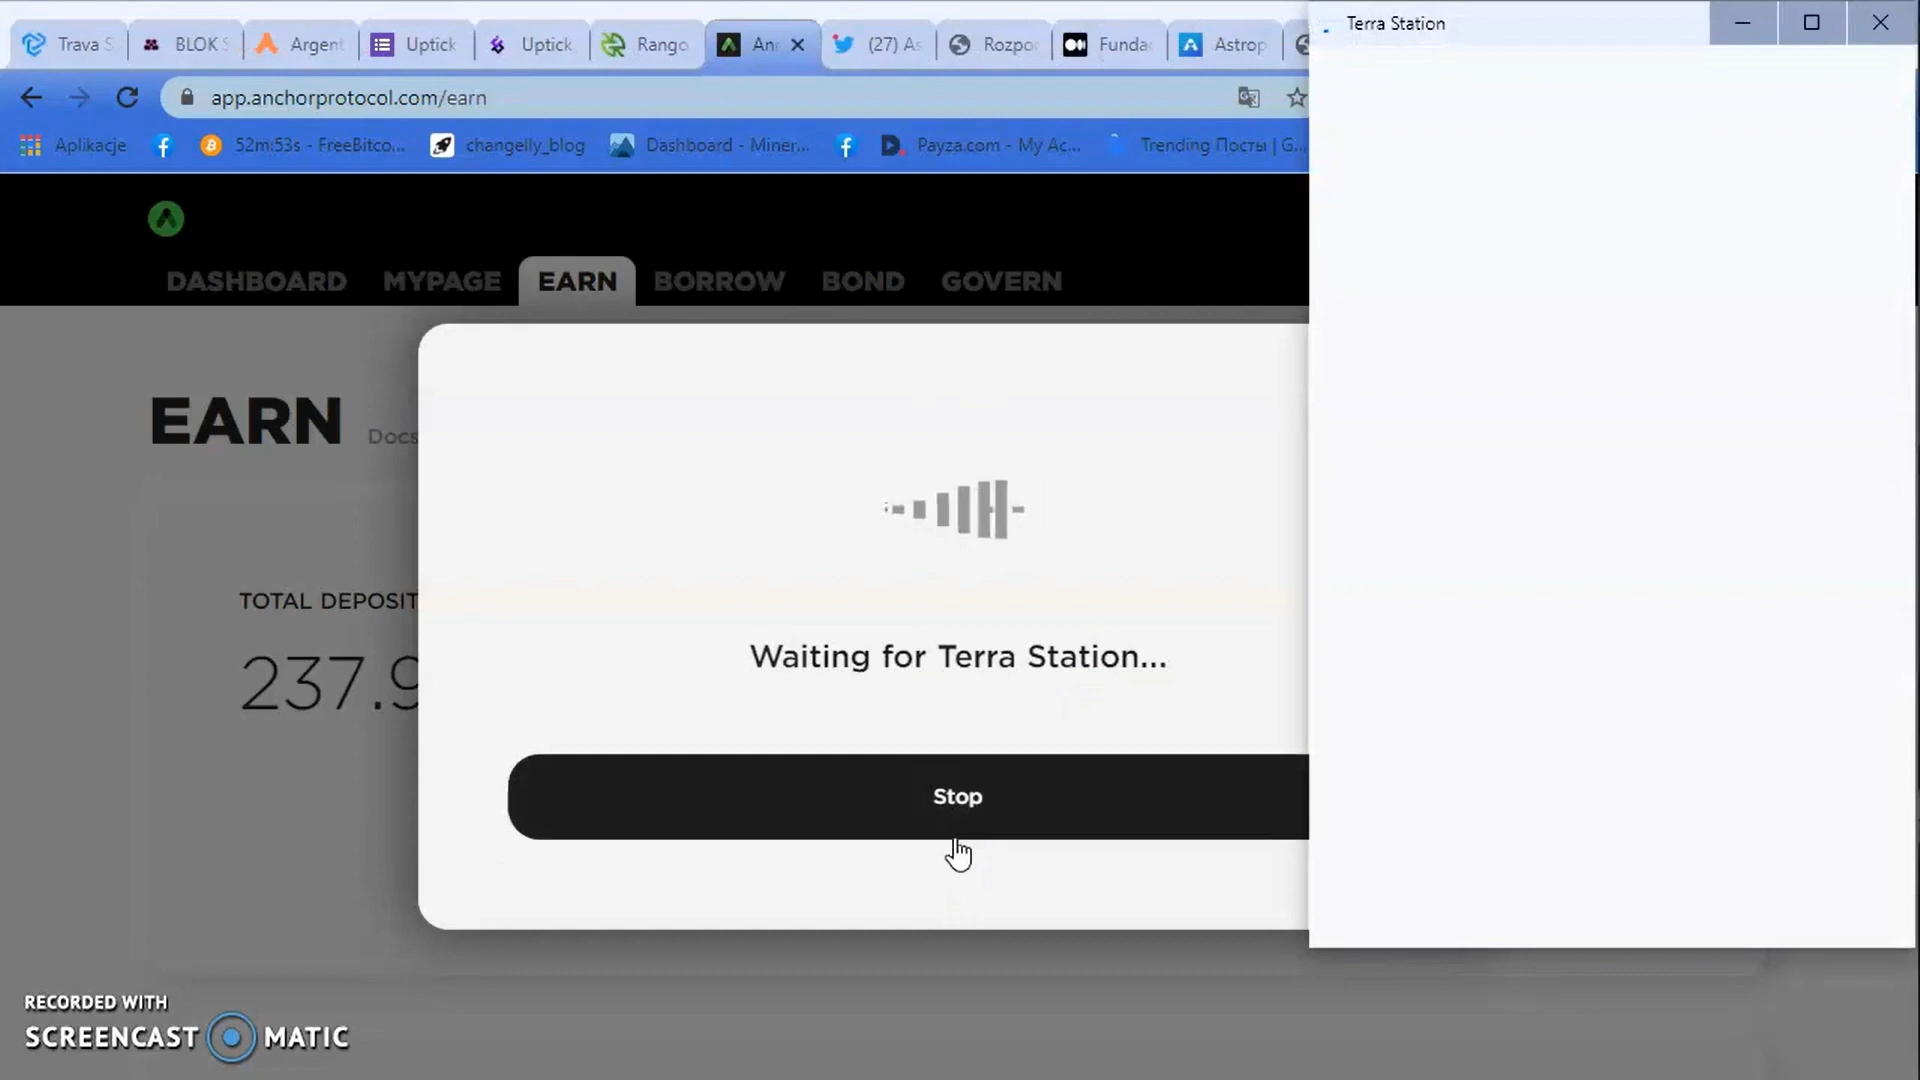 Trava S
BLOK S
Argent
Uptick
Uptick
Rango
An
(27) As
Rozpo
Funda
Astrop
Terra Station
app.anchorprotocol.com/earn
Aplikacje
52m:53s - FreeBitco...
changelly_blog
Dashboard - Miner...
Payza.com - My Ac...
Trending Посты | G...
DASHBOARD
MYPAGE
EARN
BORROW
BOND
GOVERN
EARN
Docs
TOTAL DEPOSIT
237.9
Waiting for Terra Station...
Stop
RECORDED WITH
SCREENCAST MATIC